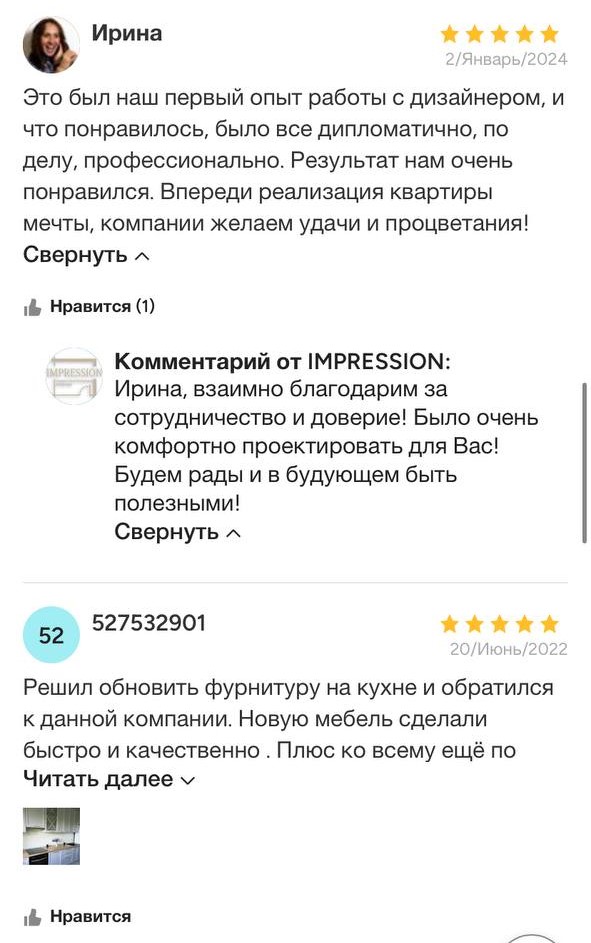 Ирина
2/Январь/2024
Это был наш первый опыт работы с дизайнером, и
что понравилось, было все дипломатично, по
делу, профессионально. Результат нам очень
понравился. Впереди реализация квартиры
мечты, компании желаем удачи и процветания!
Свернуть
Нравится (1)
IMPRESSION
Комментарий от IMPRESSION:
Ирина, взаимно благодарим за
сотрудничество и доверие! Было очень
комфортно проектировать для Вас!
Будем рады и в будующем быть
полезными!
Свернуть
52
527532901
20/Июнь/2022
Решил обновить фурнитуру на кухне и обратился
к данной компании. Новую мебель сделали
быстро и качественно . Плюс ко всему ещё по
Читать далее
Нравится